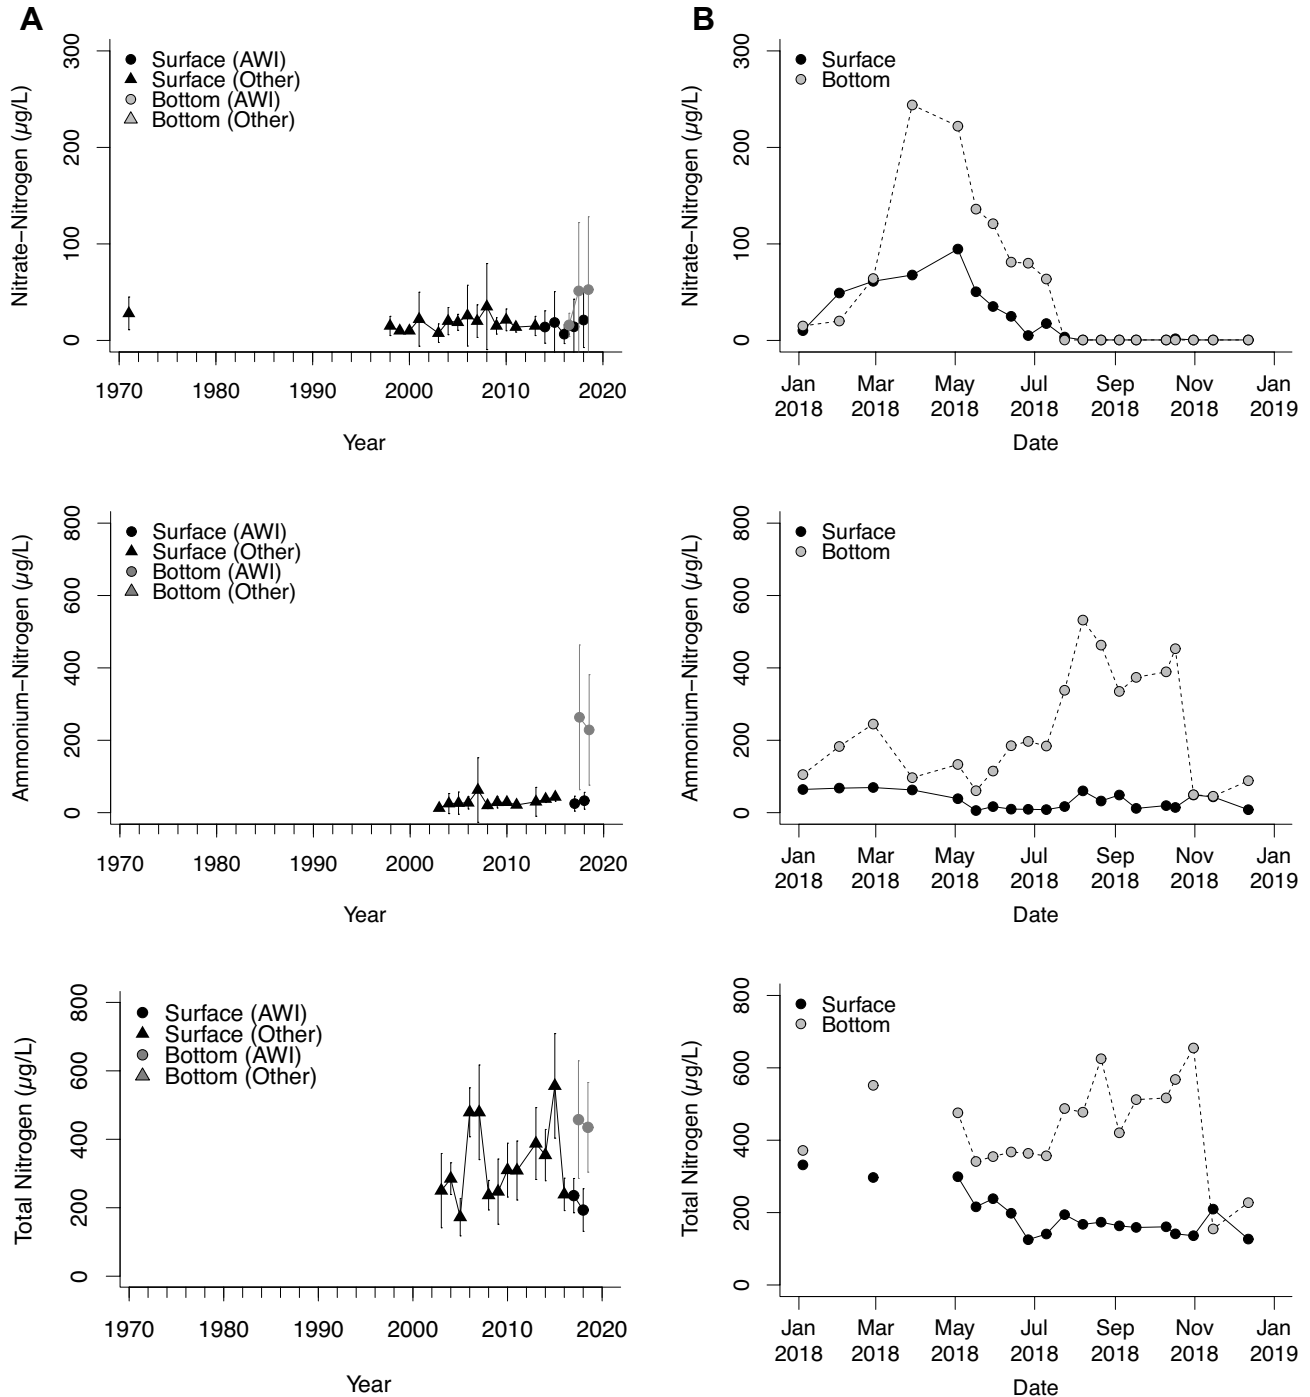 A
Nitrate−Nitrogen (µg/L)
300
200
100
0
Surface (AWI)
Surface (Other)
Bottom (AWI)
Bottom (Other)
1970 1980 1990 2000 2010 2020
Year
B
Nitrate−Nitrogen (µg/L)
300
200
100
0
Surface
Bottom
Jan Mar May Jul Sep Nov Jan
2018 2018 2018 2018 2018 2018 2019
Date
Ammonium−Nitrogen (µg/L)
800
600
400
200
0
Surface (AWI)
Surface (Other)
Bottom (AWI)
Bottom (Other)
1970 1980 1990 2000 2010 2020
Year
Ammonium−Nitrogen (µg/L)
800
600
400
200
0
Surface
Bottom
Jan Mar May Jul Sep Nov Jan
2018 2018 2018 2018 2018 2018 2019
Date
Total Nitrogen (µg/L)
800
600
400
200
0
Surface (AWI)
Surface (Other)
Bottom (AWI)
Bottom (Other)
1970 1980 1990 2000 2010 2020
Year
Total Nitrogen (µg/L)
800
600
400
200
0
Surface
Bottom
Jan Mar May Jul Sep Nov Jan
2018 2018 2018 2018 2018 2018 2019
Date